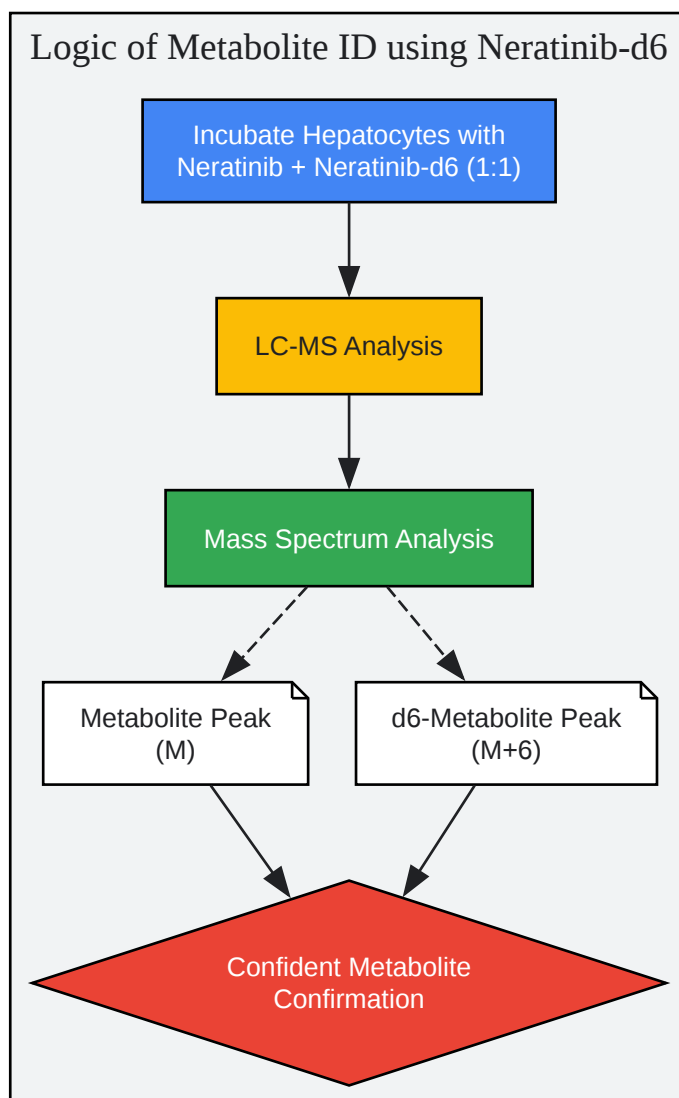 Logic of Metabolite ID using Neratinib-d6
Incubate Hepatocytes with
Neratinib + Neratinib-d6 (1:1)
LC-MS Analysis
Mass Spectrum Analysis
Metabolite Peak
(M)
d6-Metabolite Peak
(M+6)
Confident Metabolite
Confirmation